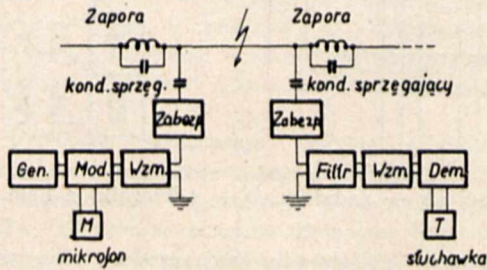 Zapora Zapora
kond. sprzęg. kond. sprzęgający
Zabezp Zabezp
Gen. Mod. Wzm. Filtr Wzm. Dem.
M T
mikrofon słuchawka